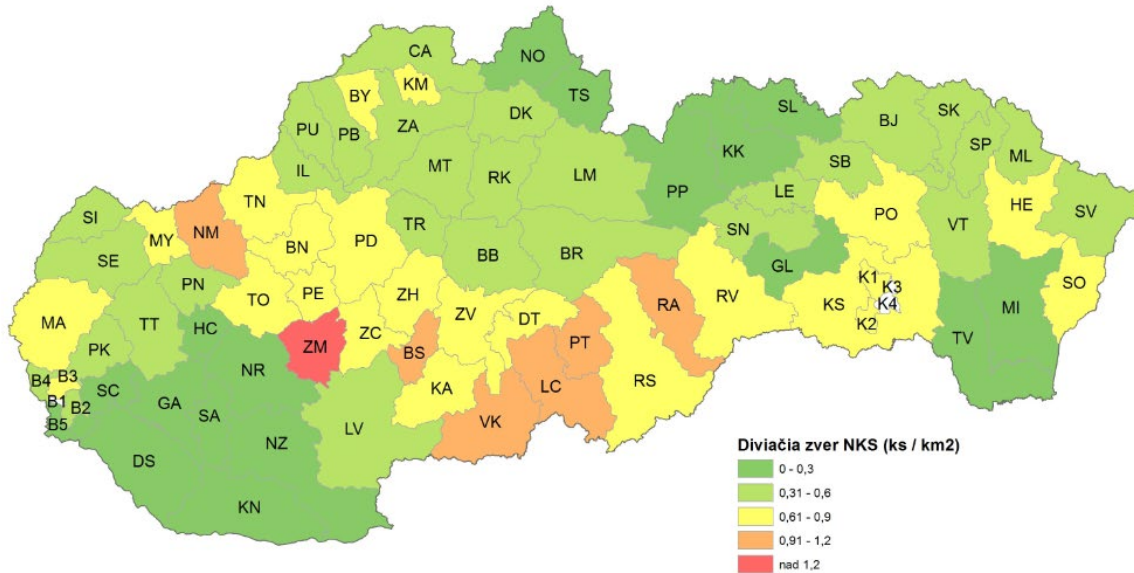 CA
NO
KM
BY
TS
SL
PU
PB
ZA
DK
BJ
SK
SP
KK
IL
MT
RK
LM
PP
SB
ML
LE
TN
SI
MY
NM
BN
PD
TR
SN
PO
VT
HE
SV
SE
BB
BR
GL
PN
TO
PE
ZH
ZV
K1
K3
K4
KS
K2
SO
MA
TT
HC
ZM
ZC
BS
DT
PT
RA
RV
MI
TV
PK
NR
KA
LC
RS
B4
B3
B1
B2
B5
SC
GA
SA
LV
VK
DS
NZ
KN
Diviačia zver NKS (ks / km2)
0 - 0,3
0,31 - 0,6
0,61 - 0,9
0,91 - 1,2
nad 1,2